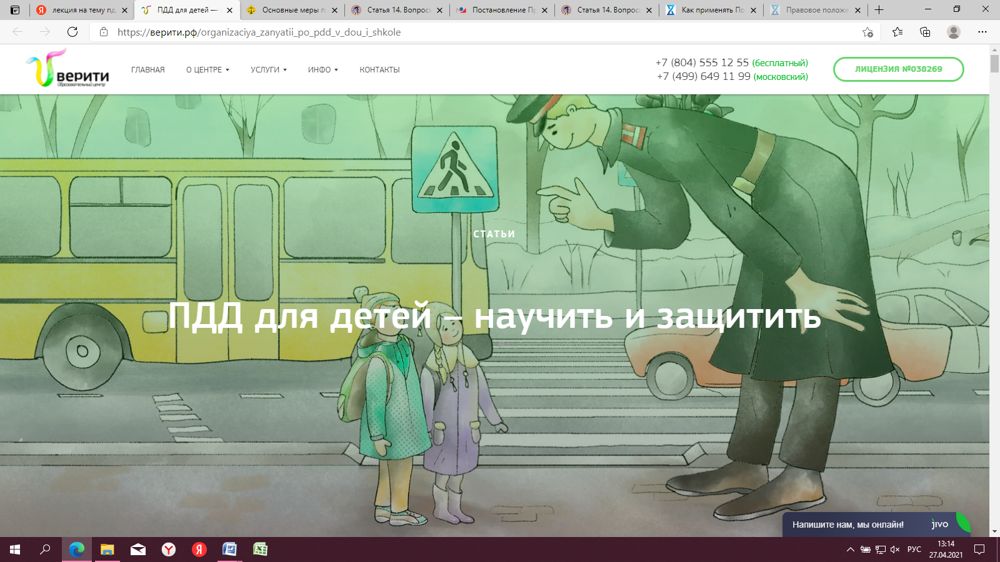 лекция на тему пд
ПДД для детей —
Основные меры п
Статья 14. Вопрос
Постановление Пр
Статья 14. Вопрос
Как применять По
Правовое положе
https://верити.рф/organizaciya_zanyatii_po_pdd_v_dou_i_shkole
верити
Образовательный центр
ГЛАВНАЯ
О ЦЕНТРЕ
УСЛУГИ
ИНФО
КОНТАКТЫ
+7 (804) 555 12 55 (бесплатный)
+7 (499) 649 11 99 (московский)
ЛИЦЕНЗИЯ №038269
СТАТЬИ
ПДД для детей – научить и защитить
Напишите нам, мы онлайн!
jivo
РУС
13:14
27.04.2021